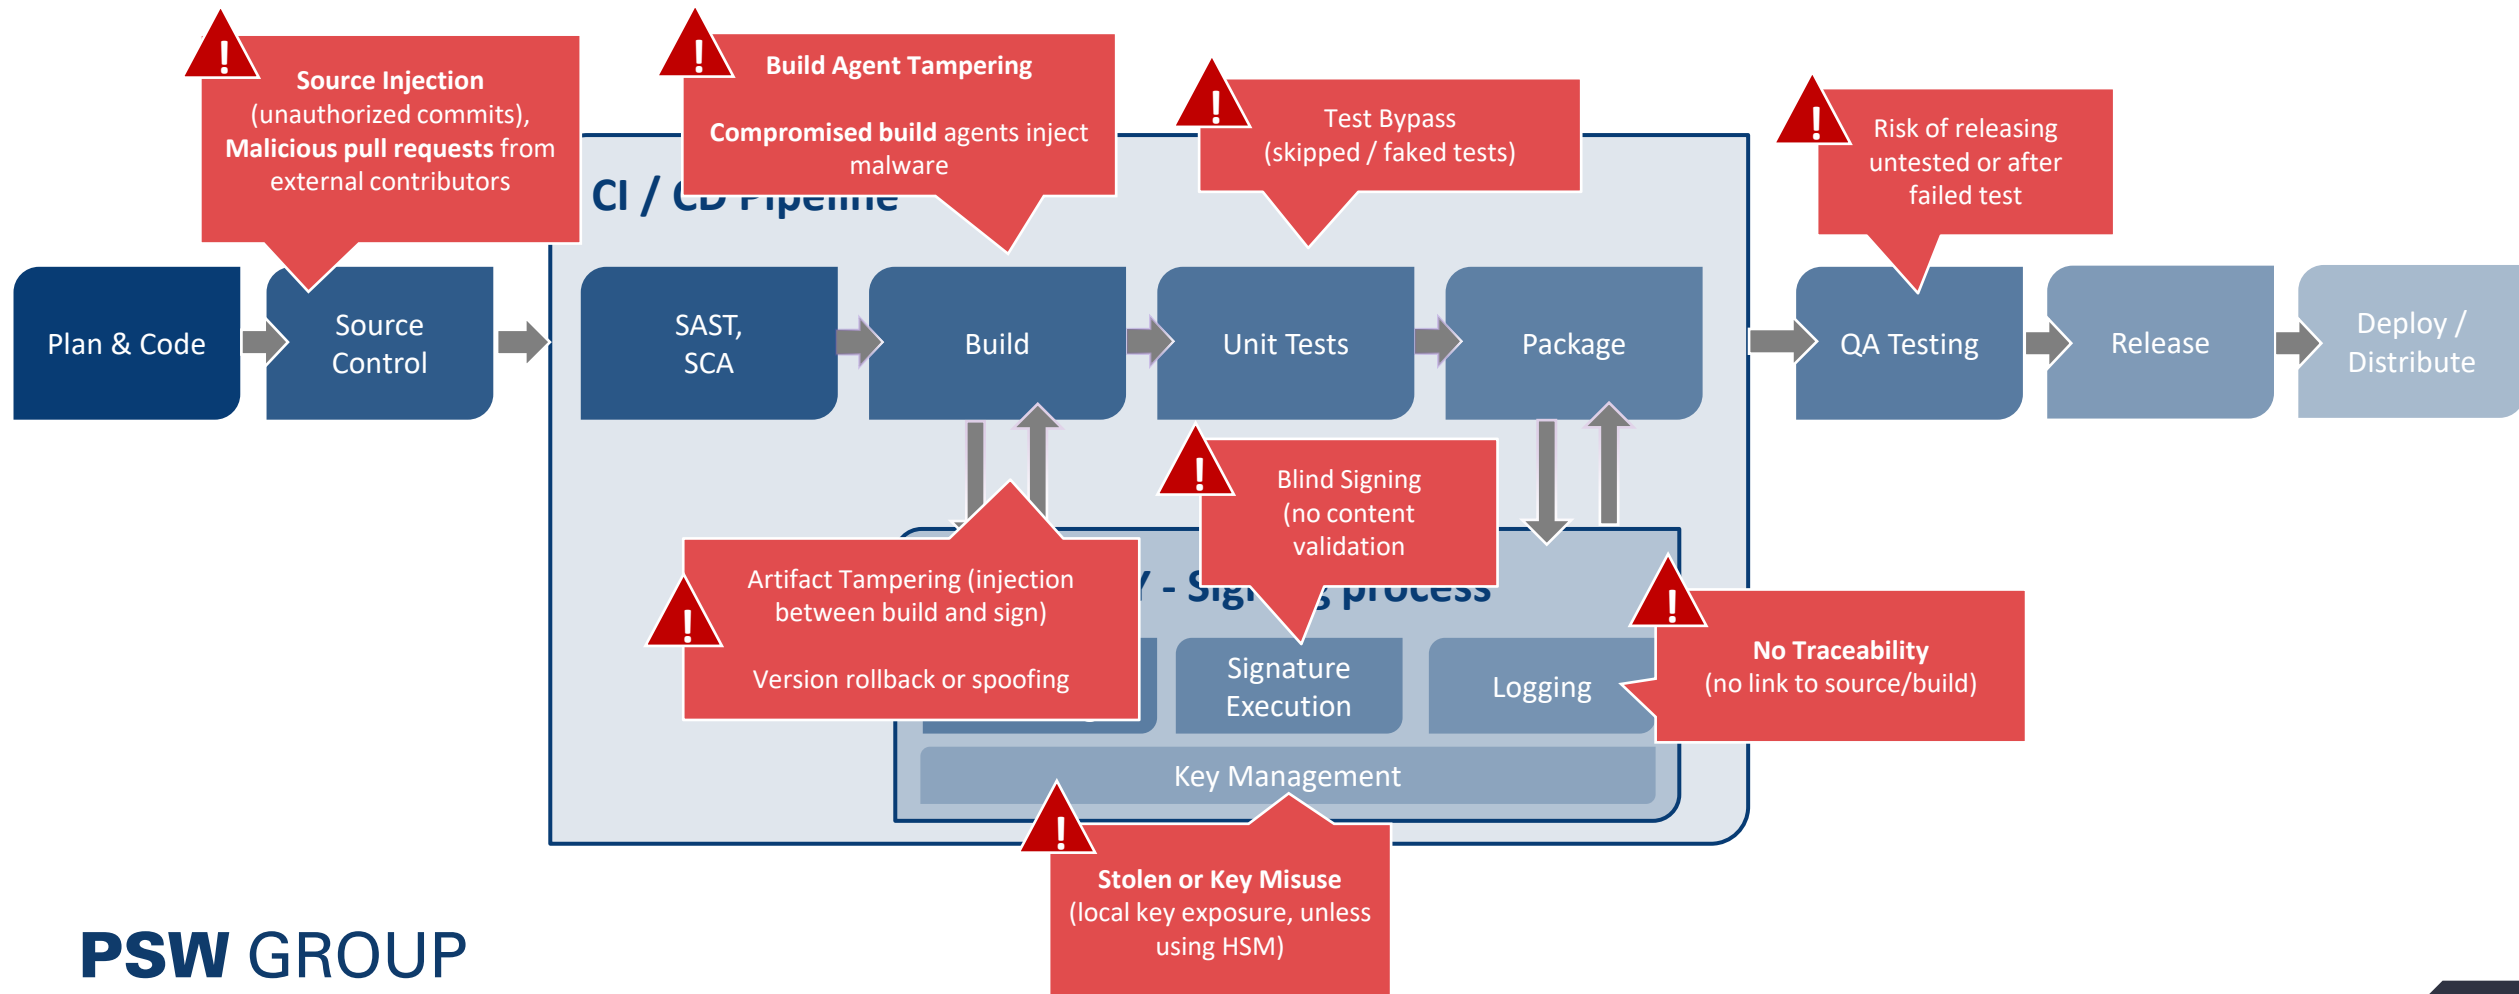 !
Source Injection
(unauthorized commits),
Malicious pull requests from
external contributors
!
Build Agent Tampering
Compromised build agents inject
malware
!
Test Bypass
(skipped / faked tests)
!
Risk of releasing
untested or after
failed test
CI / CD Pipeline
Plan & Code
Source
Control
SAST,
SCA
Build
Unit Tests
Package
QA Testing
Release
Deploy /
Distribute
!
Blind Signing
(no content
validation
!
Artifact Tampering (injection
between build and sign)
Version rollback or spoofing
- Signing process
Signature
Execution
Logging
!
No Traceability
(no link to source/build)
Key Management
!
Stolen or Key Misuse
(local key exposure, unless
using HSM)
PSW GROUP